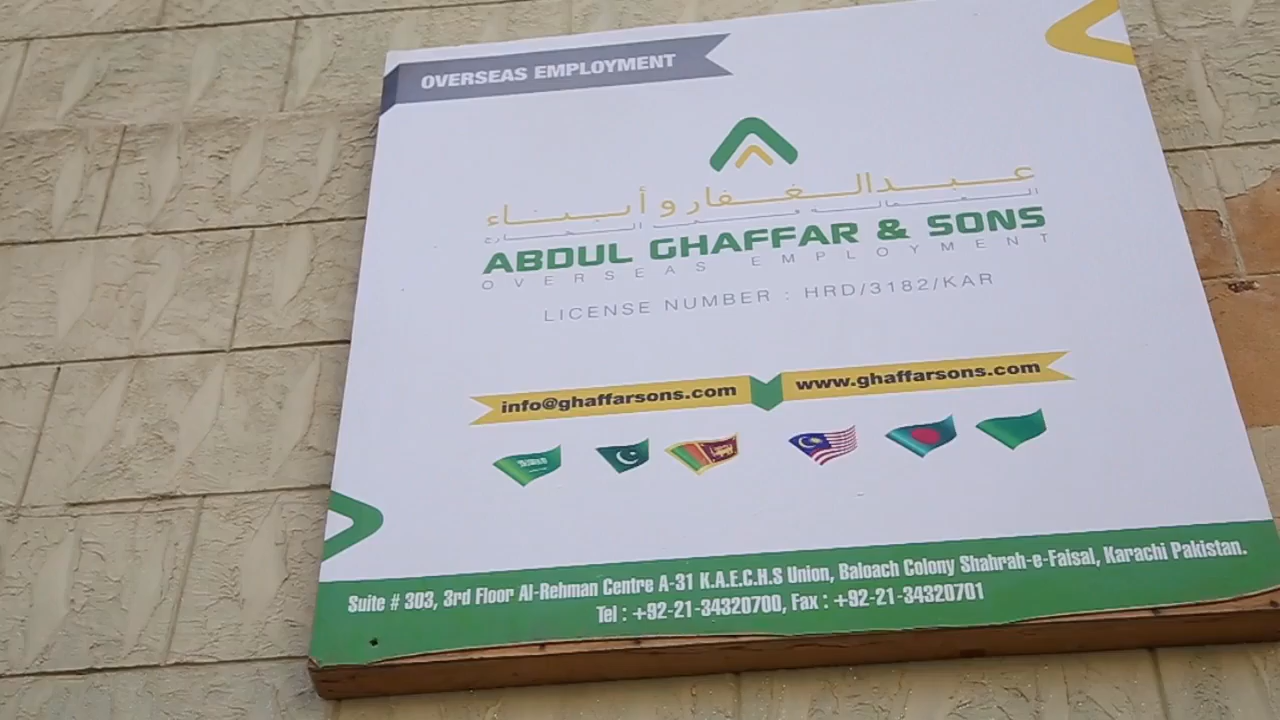 OVERSEAS EMPLOYMENT
عبدالغفار و أبناء
ABDUL GHAFFAR & SONS
OVERSEAS EMPLOYMENT
LICENSE NUMBER : HRD/3182/KAR
info@ghaffarsons.com www.ghaffarsons.com
Suite # 303, 3rd Floor Al-Rehman Centre A-31 K.A.E.C.H.S Union, Baloach Colony Shahrah-e-Faisal, Karachi Pakistan.
Tel : +92-21-34320700, Fax : +92-21-34320701